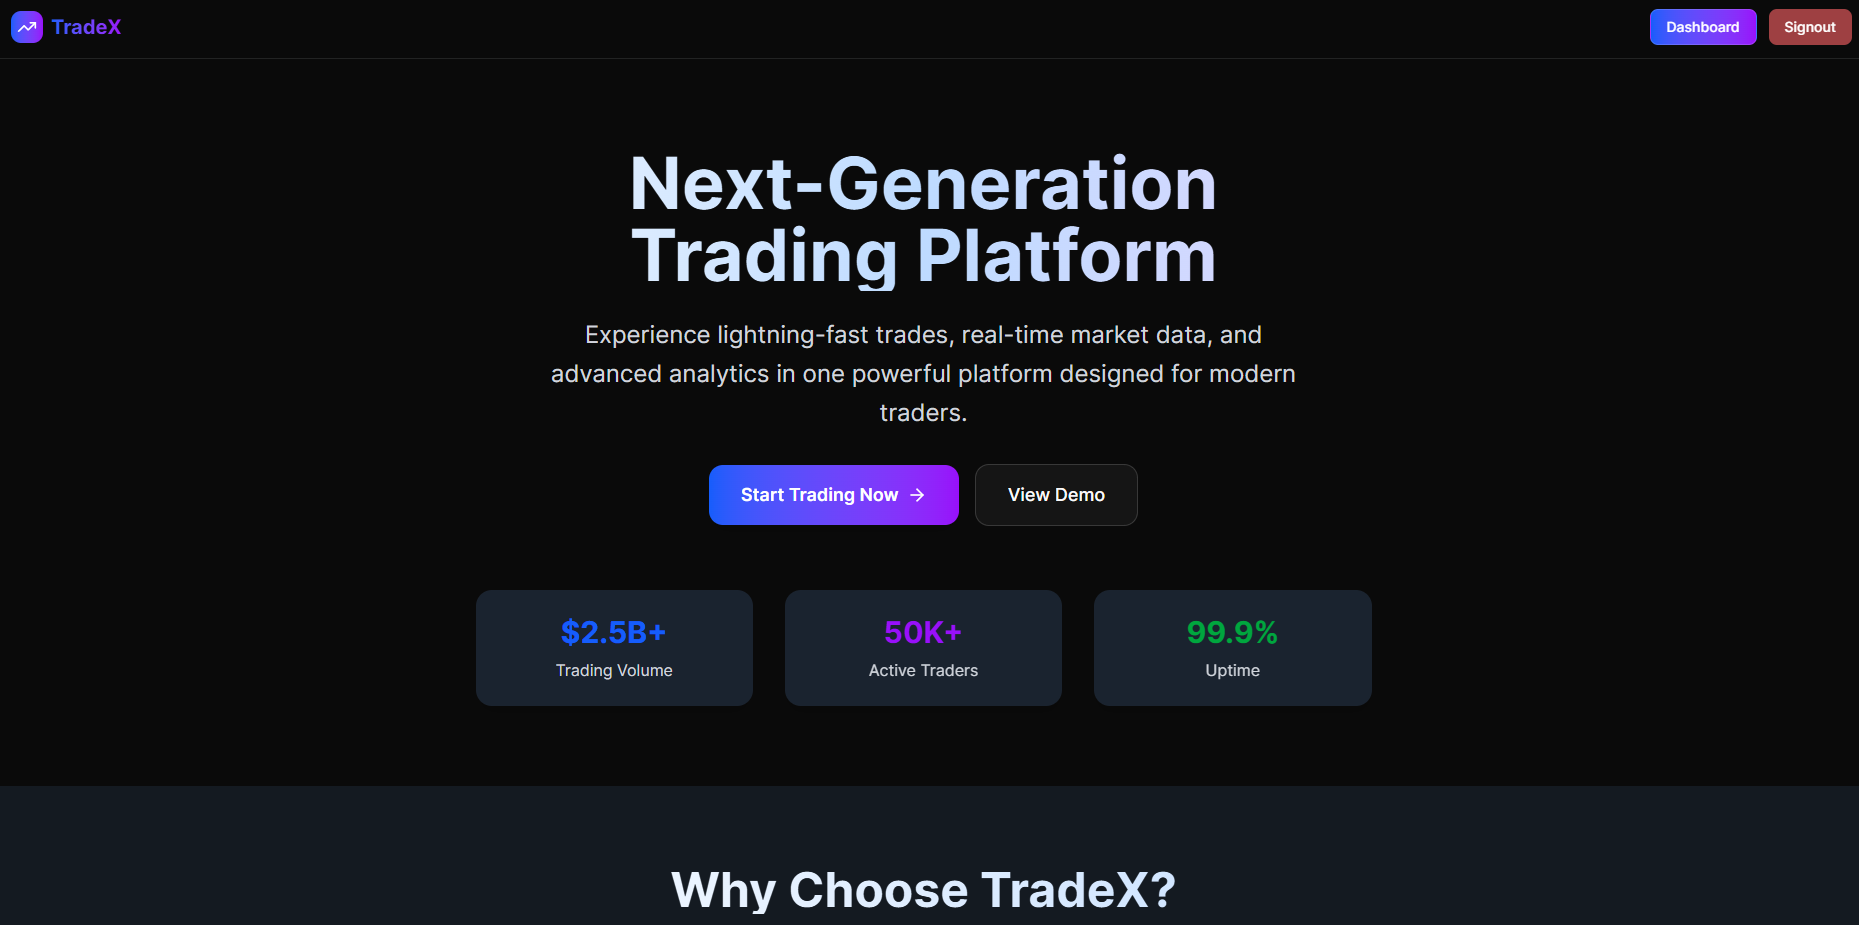 TradeX
Dashboard
Signout
Next-Generation
Trading Platform
Experience lightning-fast trades, real-time market data, and
advanced analytics in one powerful platform designed for modern
traders.
Start Trading Now →
View Demo
$2.5B+
Trading Volume
50K+
Active Traders
99.9%
Uptime
Why Choose TradeX?